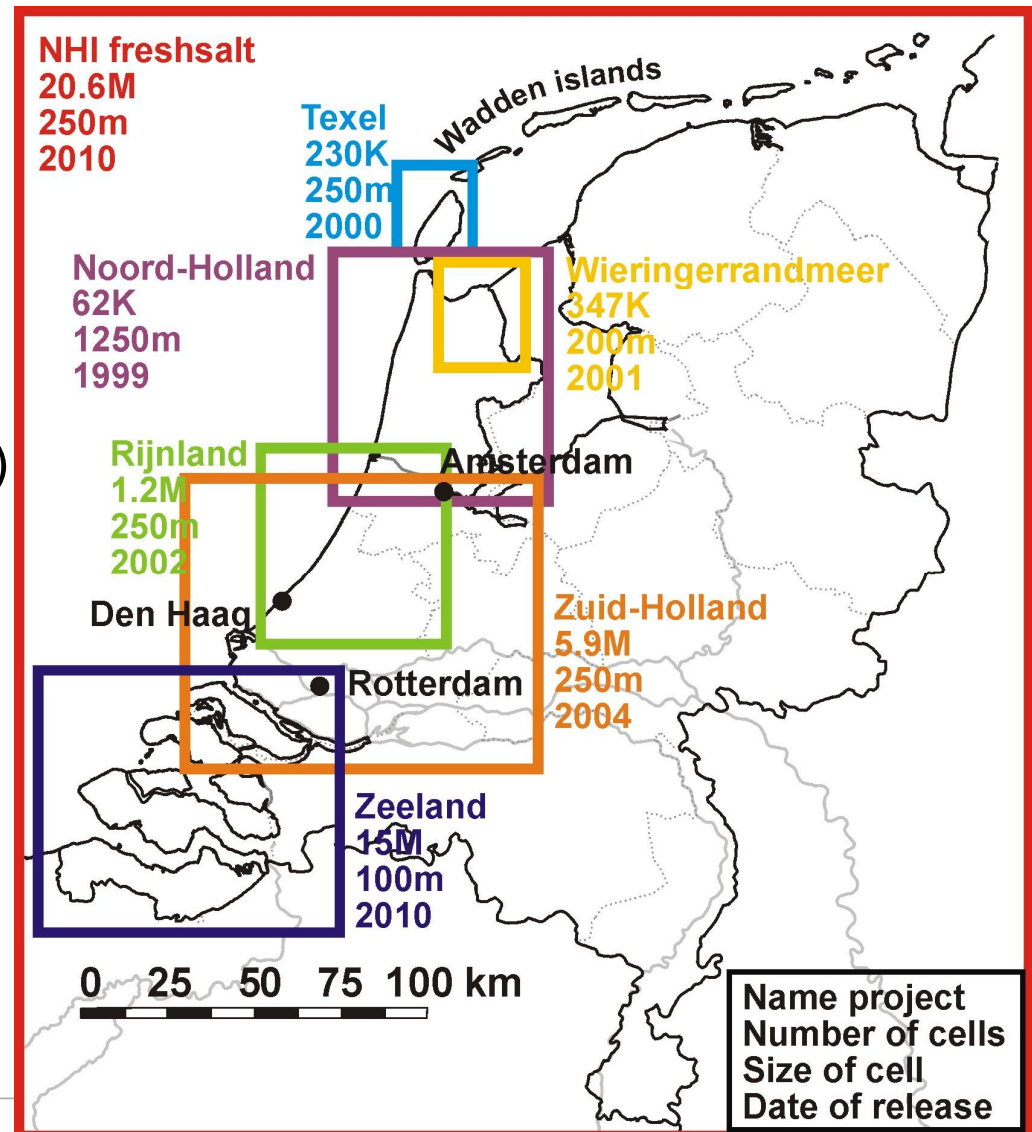 NHI freshsalt
20.6M
250m
2010
Wadden islands
Texel
230K
250m
2000
Noord-Holland
62K
1250m
1999
Wieringerrandmeer
347K
200m
2001
Rijnland
1.2M
250m
2002
Amsterdam
)
Den Haag
Zuid-Holland
5.9M
250m
2004
Rotterdam
Zeeland
15M
100m
2010
0 25 50 75 100 km
Name project
Number of cells
Size of cell
Date of release